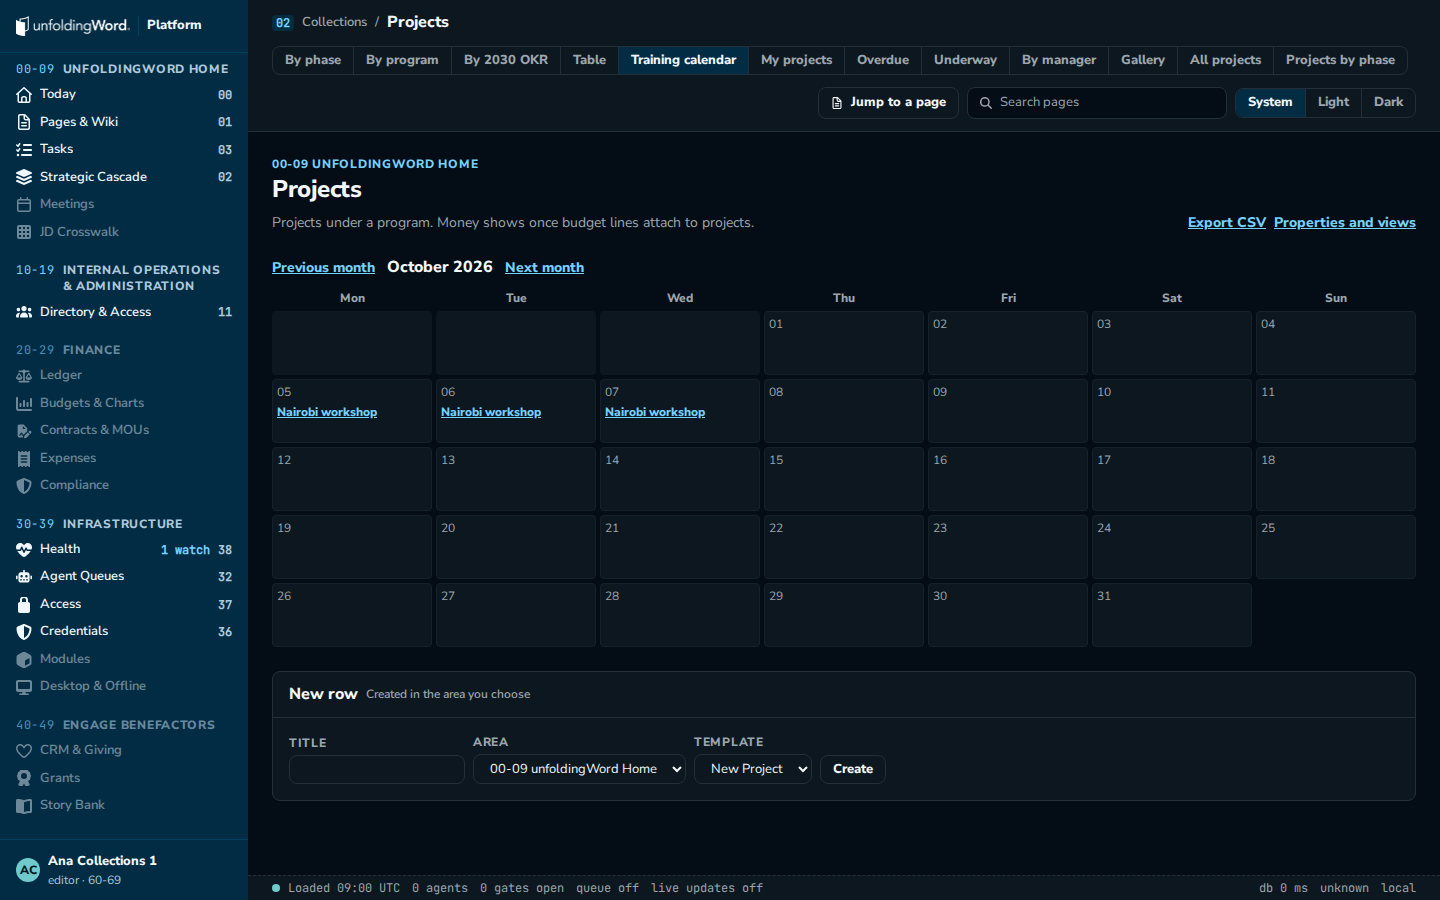 unfoldingWord. Platform
00-09 UNFOLDINGWORD HOME
Today 00
Pages & Wiki 01
Tasks 03
Strategic Cascade 02
Meetings
JD Crosswalk
10-19 INTERNAL OPERATIONS
& ADMINISTRATION
Directory & Access 11
20-29 FINANCE
Ledger
Budgets & Charts
Contracts & MOUs
Expenses
Compliance
30-39 INFRASTRUCTURE
Health 1 watch 38
Agent Queues 32
Access 37
Credentials 36
Modules
Desktop & Offline
40-49 ENGAGE BENEFACTORS
CRM & Giving
Grants
Story Bank
AC Ana Collections 1
editor · 60-69
02 Collections / Projects
By phase By program By 2030 OKR Table Training calendar My projects Overdue Underway By manager Gallery All projects Projects by phase
Jump to a page Search pages System Light Dark
00-09 UNFOLDINGWORD HOME
Projects
Projects under a program. Money shows once budget lines attach to projects. Export CSV Properties and views
Previous month October 2026 Next month
Mon Tue Wed Thu Fri Sat Sun
01 02 03 04
05 06 07 08 09 10 11
Nairobi workshop Nairobi workshop Nairobi workshop
12 13 14 15 16 17 18
19 20 21 22 23 24 25
26 27 28 29 30 31
New row Created in the area you choose
TITLE AREA TEMPLATE
00-09 unfoldingWord Home New Project Create
Loaded 09:00 UTC 0 agents 0 gates open queue off live updates off db 0 ms unknown local